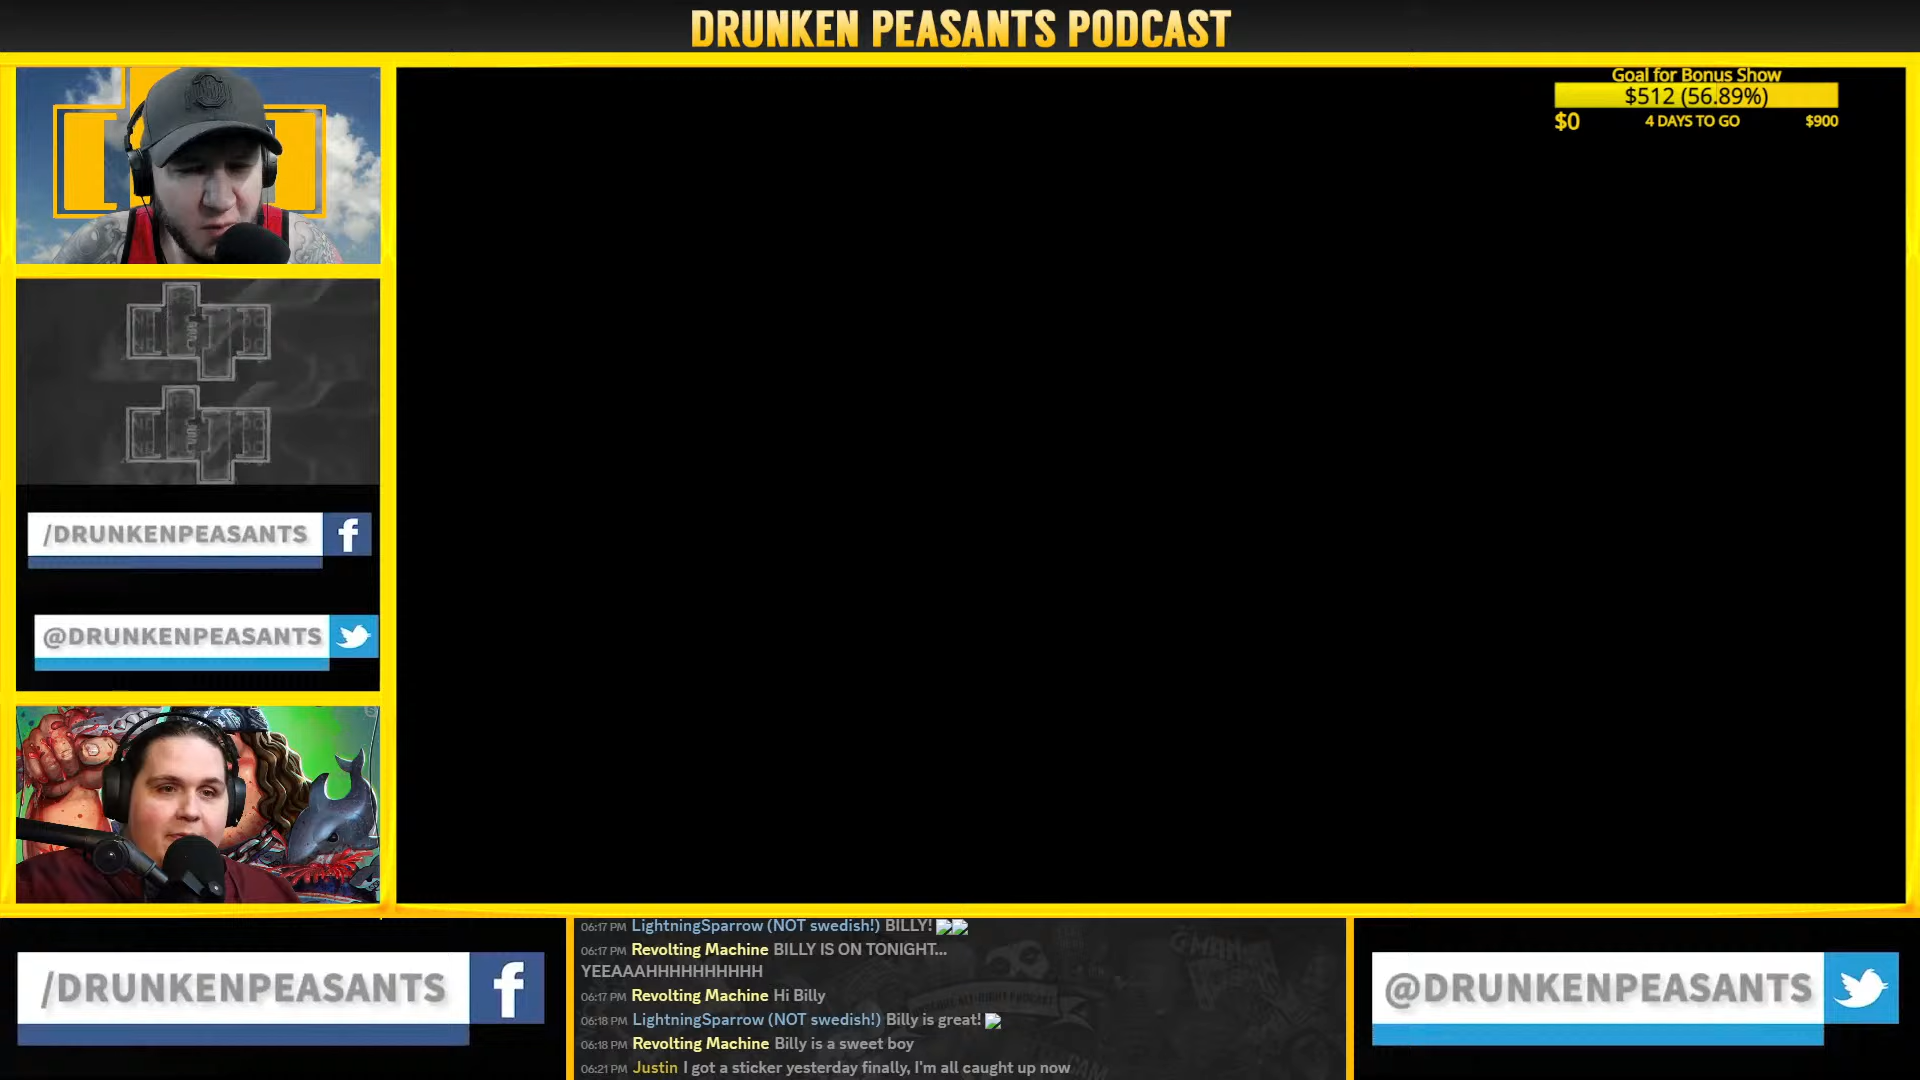 DRUNKEN PEASANTS PODCAST
Goal for Bonus Show
$512 (56.89%)
$0 4 DAYS TO GO $900
/DRUNKENPEASANTS f
@DRUNKENPEASANTS
06:17 PM LightningSparrow (NOT swedish!) BILLY!
06:17 PM Revolting Machine BILLY IS ON TONIGHT...
YEEAAAHHHHHHHHHH
06:17 PM Revolting Machine Hi Billy
06:18 PM LightningSparrow (NOT swedish!) Billy is great!
06:18 PM Revolting Machine Billy is a sweet boy
06:21 PM Justin I got a sticker yesterday finally, I'm all caught up now
/DRUNKENPEASANTS f
@DRUNKENPEASANTS